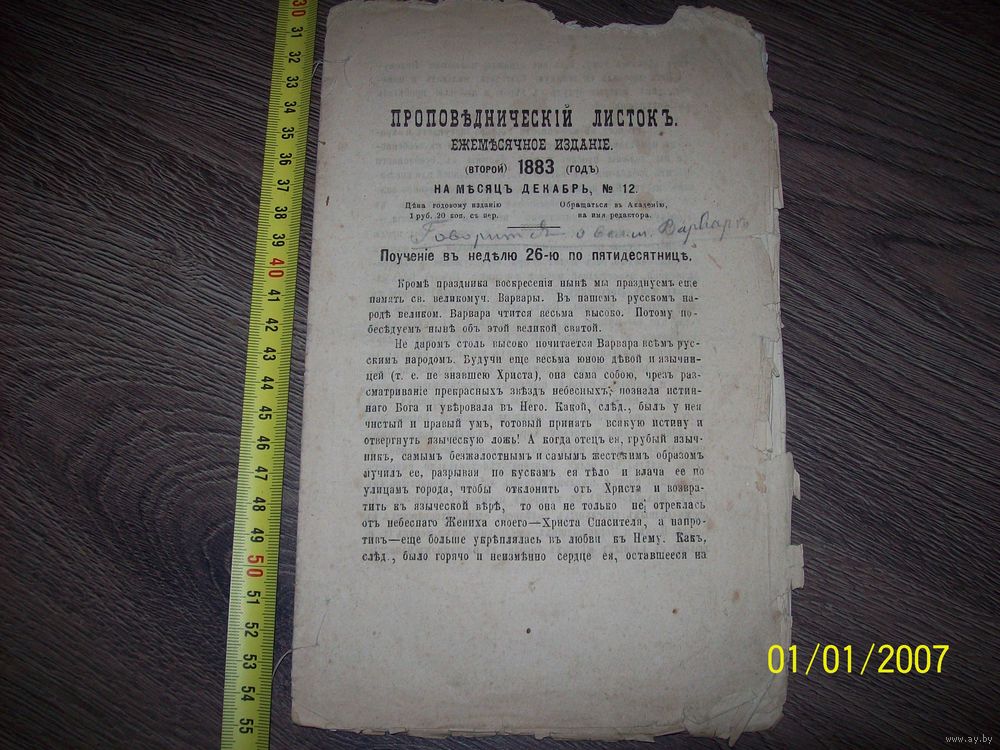 ПРОПОВѢДНИЧЕСКІЙ ЛИСТОКЪ.
ЕЖЕМѢСЯЧНОЕ ИЗДАНІЕ.
(ВТОРОЙ) 1883 (ГОДЪ)
НА МѢСЯЦЪ ДЕКАБРЬ, № 12.
Цѣна годовому изданію
1 руб. 20 коп. съ пер.
Обращаться въ Академію,
на имя редактора.
Говорится о вел. м. Варваръ
Поученіе въ недѣлю 26-ю по пятидесятницѣ.
Кромѣ праздника воскресенія нынѣ мы празднуемъ еще
память св. великомуч. Варвары. Въ нашем русскомъ на-
родѣ великом. Варвара чтится весьма высоко. Потому по-
бесѣдуемъ нынѣ объ этой великой святой.
Не даромъ столь высоко почитается Варвара всѣмъ рус-
скимъ народомъ. Будучи еще весьма юною дѣвой и язычни-
цей (т. е. не знавшею Христа), она сама собою, чрезъ раз-
сматриваніе прекрасныхъ звѣздъ небесныхъ, познала истин-
наго Бога и увѣровала въ Него. Какой, слѣд., былъ у нея
чистый и правый умъ, готовый принять всякую истину и
отвергнуть языческую ложь! А когда отецъ ея, грубый языч-
никъ, самымъ безжалостнымъ и самымъ жестокимъ образомъ
мучилъ ее, разрывая по кускамъ ея тѣло и влача ее по
улицамъ города, чтобы отклонить отъ Христа и возвра-
тить къ языческой вѣрѣ, то она не только не отреклась
отъ небеснаго Жениха своего—Христа Спасителя, а напро-
тивъ—еще больше укрѣплялась въ любви къ Нему. Какъ,
слѣд., было горячо и неизмѣнно сердце ея, оставшееся на
30 31 32 33 34 35 36 37 38 39 40 41 42 43 44 45 46 47 48 49 50 51 52 53 54 55
01/01/2007
www.ay.by